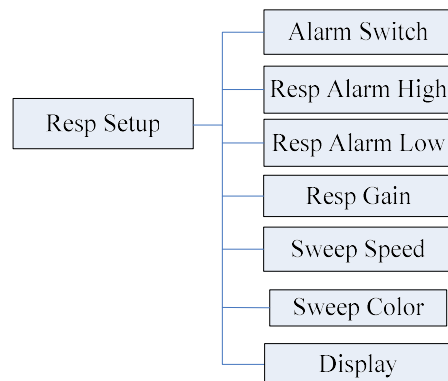 Alarm Switch
Resp Alarm High
Resp Setup
Resp Alarm Low
Resp Gain
Sweep Speed
Sweep Color
Display